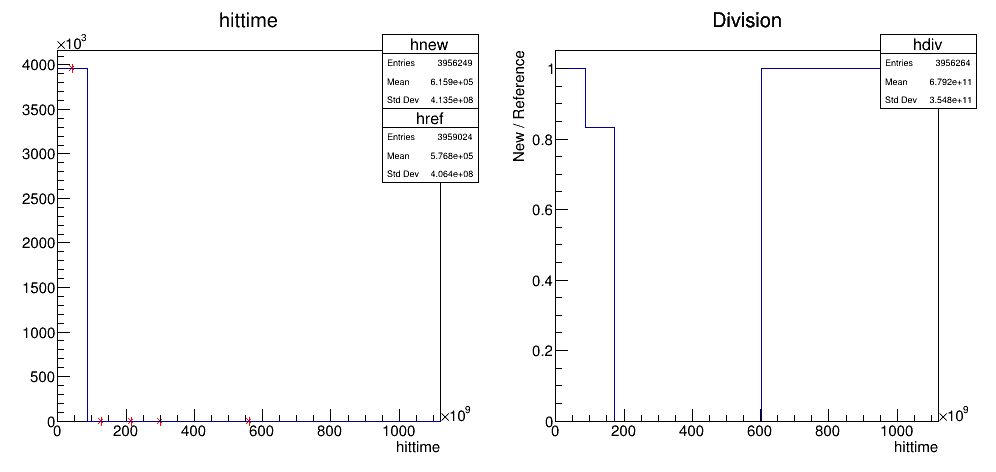 hittime
×10³
4000
3500
3000
2500
2000
1500
1000
500
0
0 200 400 600 800 1000
×10⁹
hittime
hnew
Entries 3956249
Mean 6.159e+05
Std Dev 4.135e+08
href
Entries 3959024
Mean 5.768e+05
Std Dev 4.064e+08
Division
New / Reference
1
0.8
0.6
0.4
0.2
0
0 200 400 600 800 1000
×10⁹
hittime
hdiv
Entries 3956264
Mean 6.792e+11
Std Dev 3.548e+11